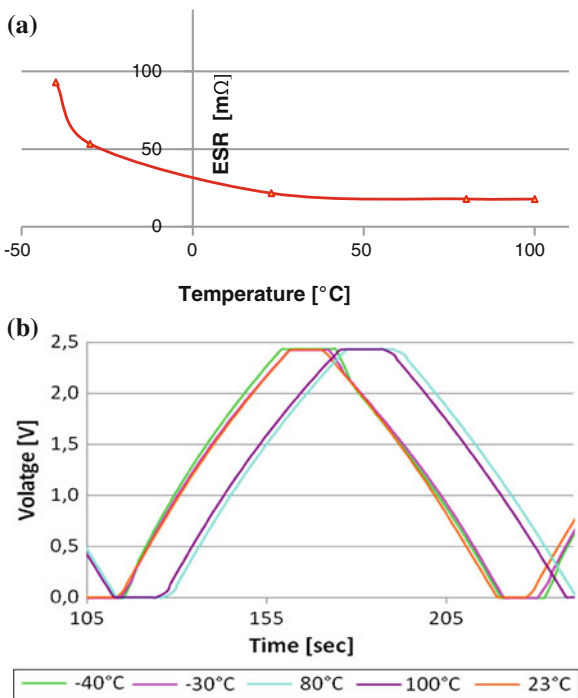 (a)
100
50
0
ESR [mΩ]
-50
0
50
100
Temperature [°C]
(b)
2,5
2,0
1,5
1,0
0,5
0,0
Volatge [V]
105
155
205
Time [sec]
-40°C -30°C 80°C 100°C 23°C